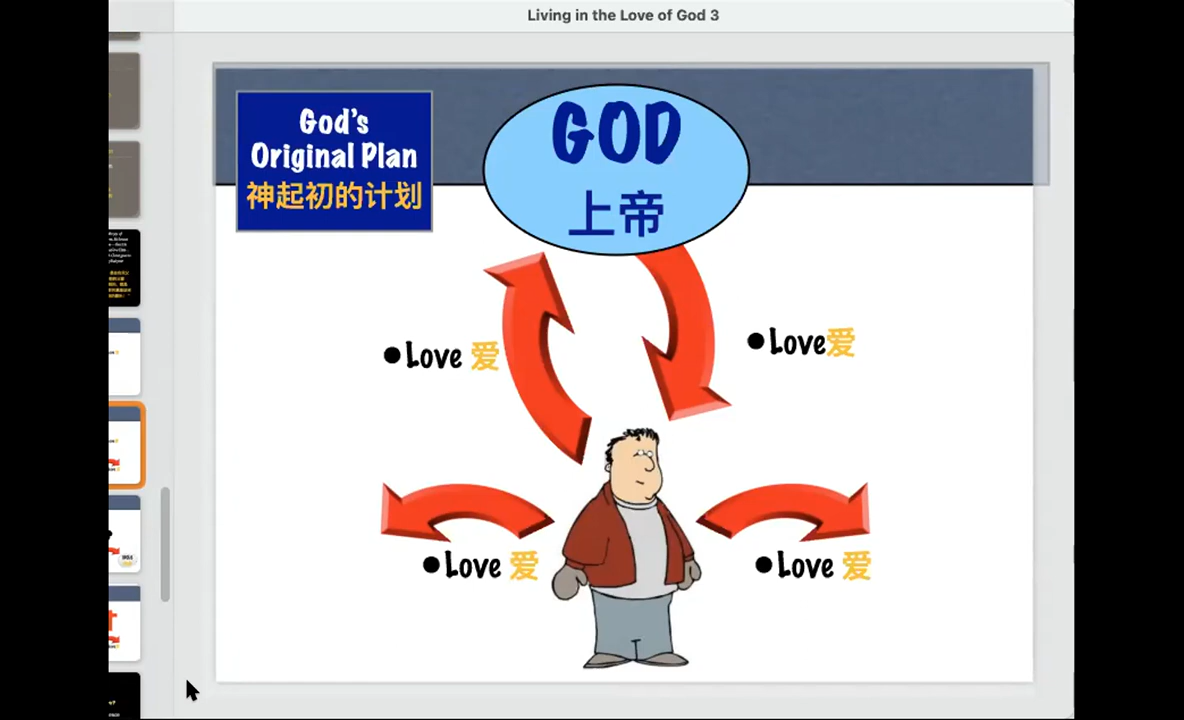 Living in the Love of God 3
God's
Original Plan
神起初的计划
GOD
上帝
•Love 爱
•Love爱
•Love 爱
•Love 爱